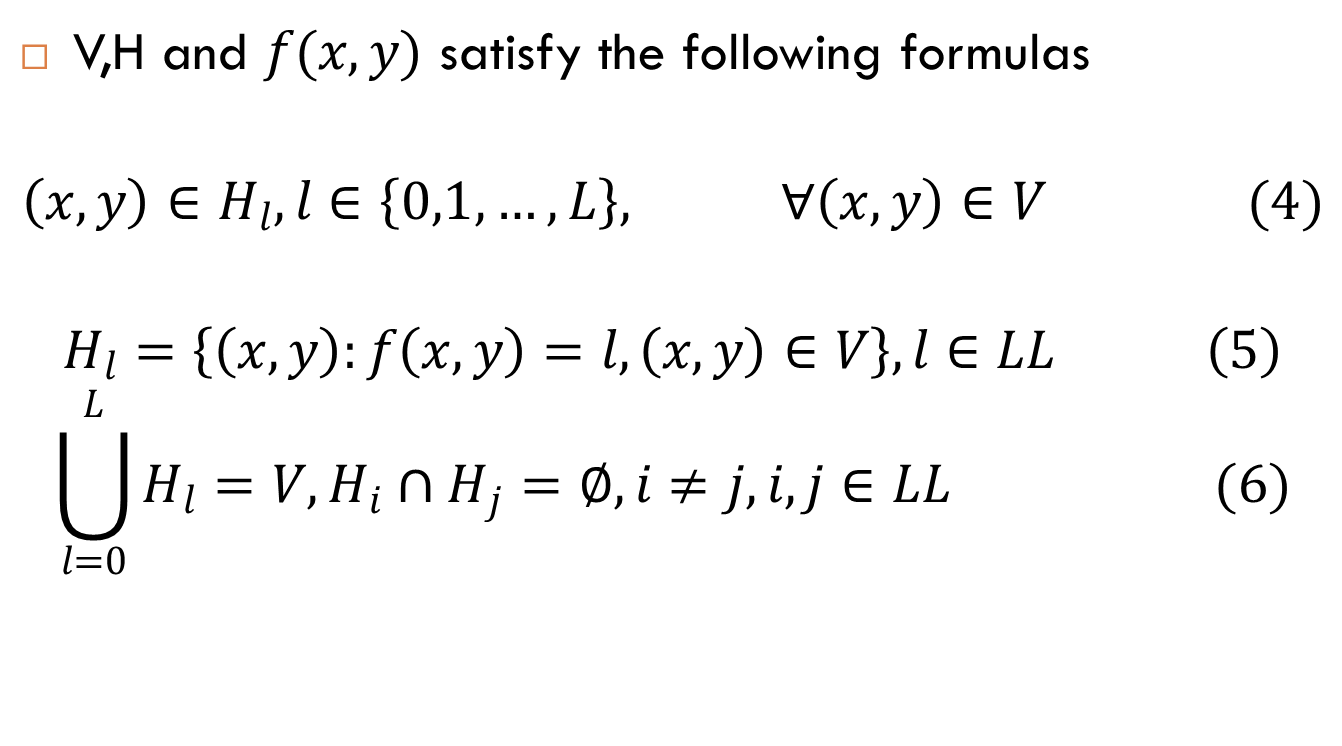 □ V,H and f(x, y) satisfy the following formulas
(x, y) ∈ H_l, l ∈ {0,1, … , L}, ∀(x, y) ∈ V (4)
H_l = {(x, y): f(x, y) = l, (x, y) ∈ V}, l ∈ LL (5)
⋃_{l=0}^{L} H_l = V, H_i ∩ H_j = ∅, i ≠ j, i, j ∈ LL (6)